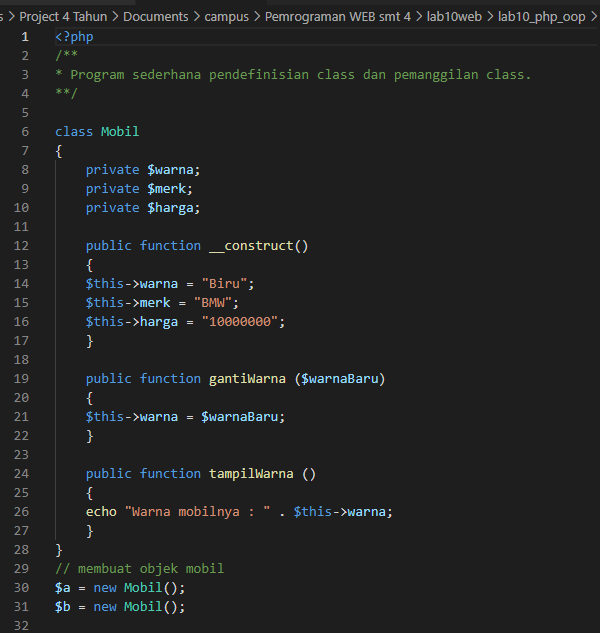 s > Project 4 Tahun > Documents > campus > Pemrograman WEB smt 4 > lab10web > lab10_php_oop >
1 <?php
2 /**
3 * Program sederhana pendefinisian class dan pemanggilan class.
4 **/
5
6 class Mobil
7 {
8 private $warna;
9 private $merk;
10 private $harga;
11
12 public function __construct()
13 {
14 $this->warna = "Biru";
15 $this->merk = "BMW";
16 $this->harga = "10000000";
17 }
18
19 public function gantiWarna ($warnaBaru)
20 {
21 $this->warna = $warnaBaru;
22 }
23
24 public function tampilWarna ()
25 {
26 echo "Warna mobilnya : " . $this->warna;
27 }
28 }
29 // membuat objek mobil
30 $a = new Mobil();
31 $b = new Mobil();
32